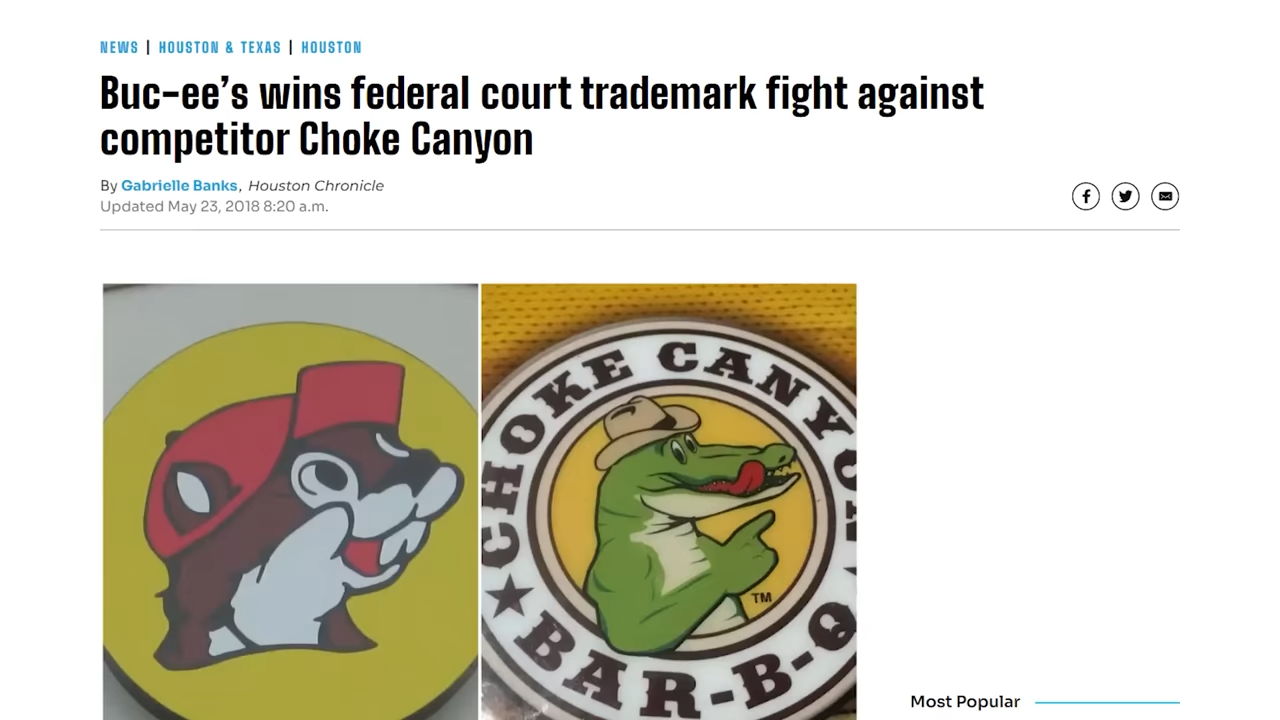 NEWS | HOUSTON & TEXAS | HOUSTON
Buc-ee’s wins federal court trademark fight against
competitor Choke Canyon
By Gabrielle Banks, Houston Chronicle
Updated May 23, 2018 8:20 a.m.
CHOKE CANYON
TM
BAR-B-Q
Most Popular